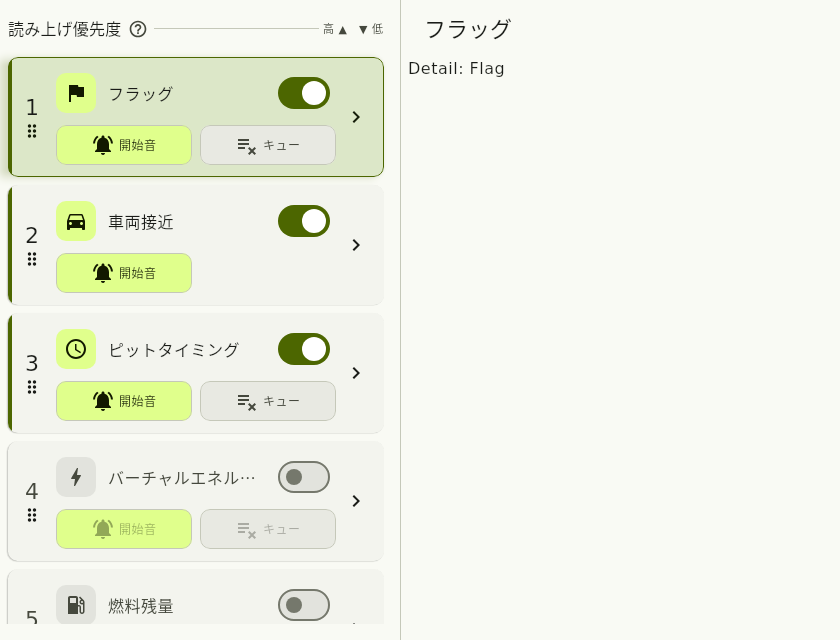 読み上げ優先度
高 ▲ ▼ 低
1
フラッグ
開始音
キュー
2
車両接近
開始音
3
ピットタイミング
開始音
キュー
4
バーチャルエネル…
開始音
キュー
5
燃料残量
フラッグ
Detail: Flag